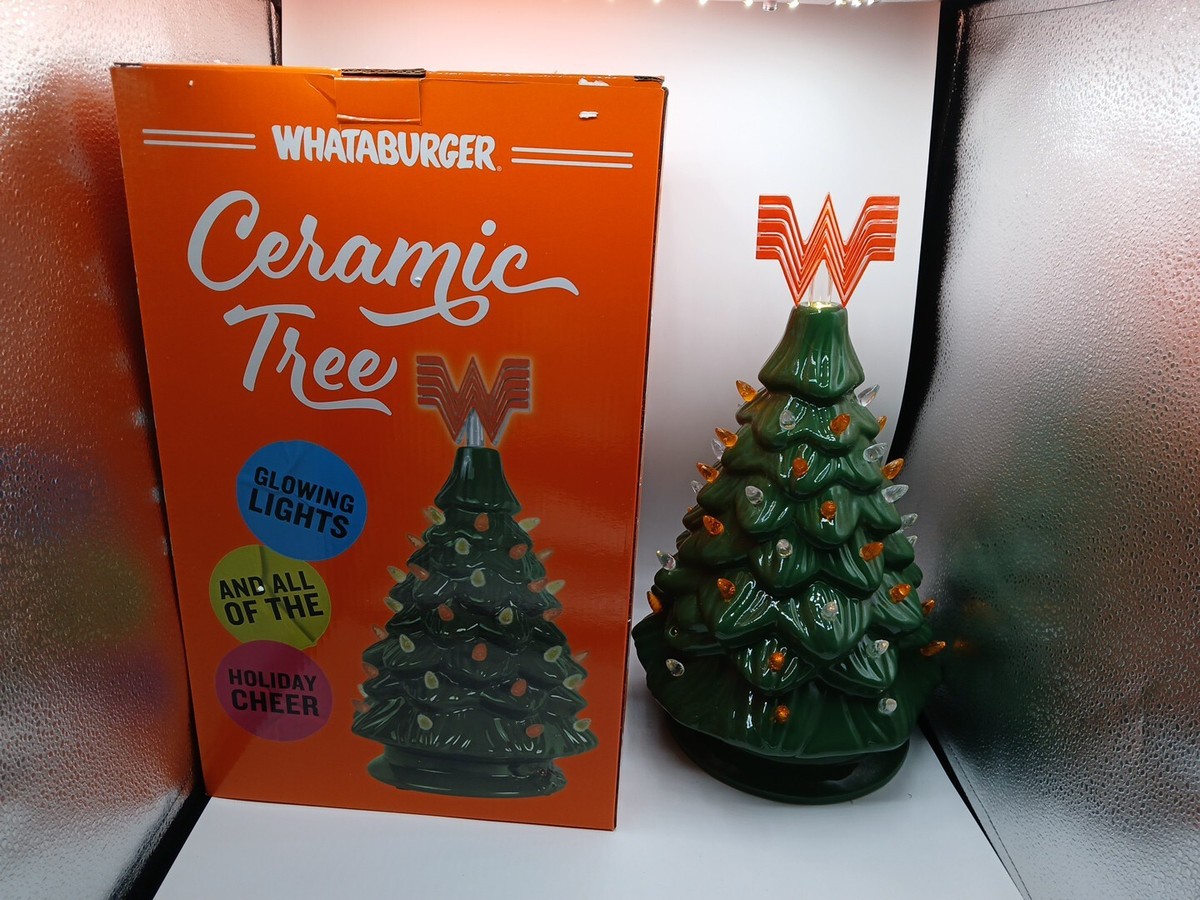 WHATABURGER
Ceramic
Tree
GLOWING
LIGHTS
AND ALL
OF THE
HOLIDAY
CHEER